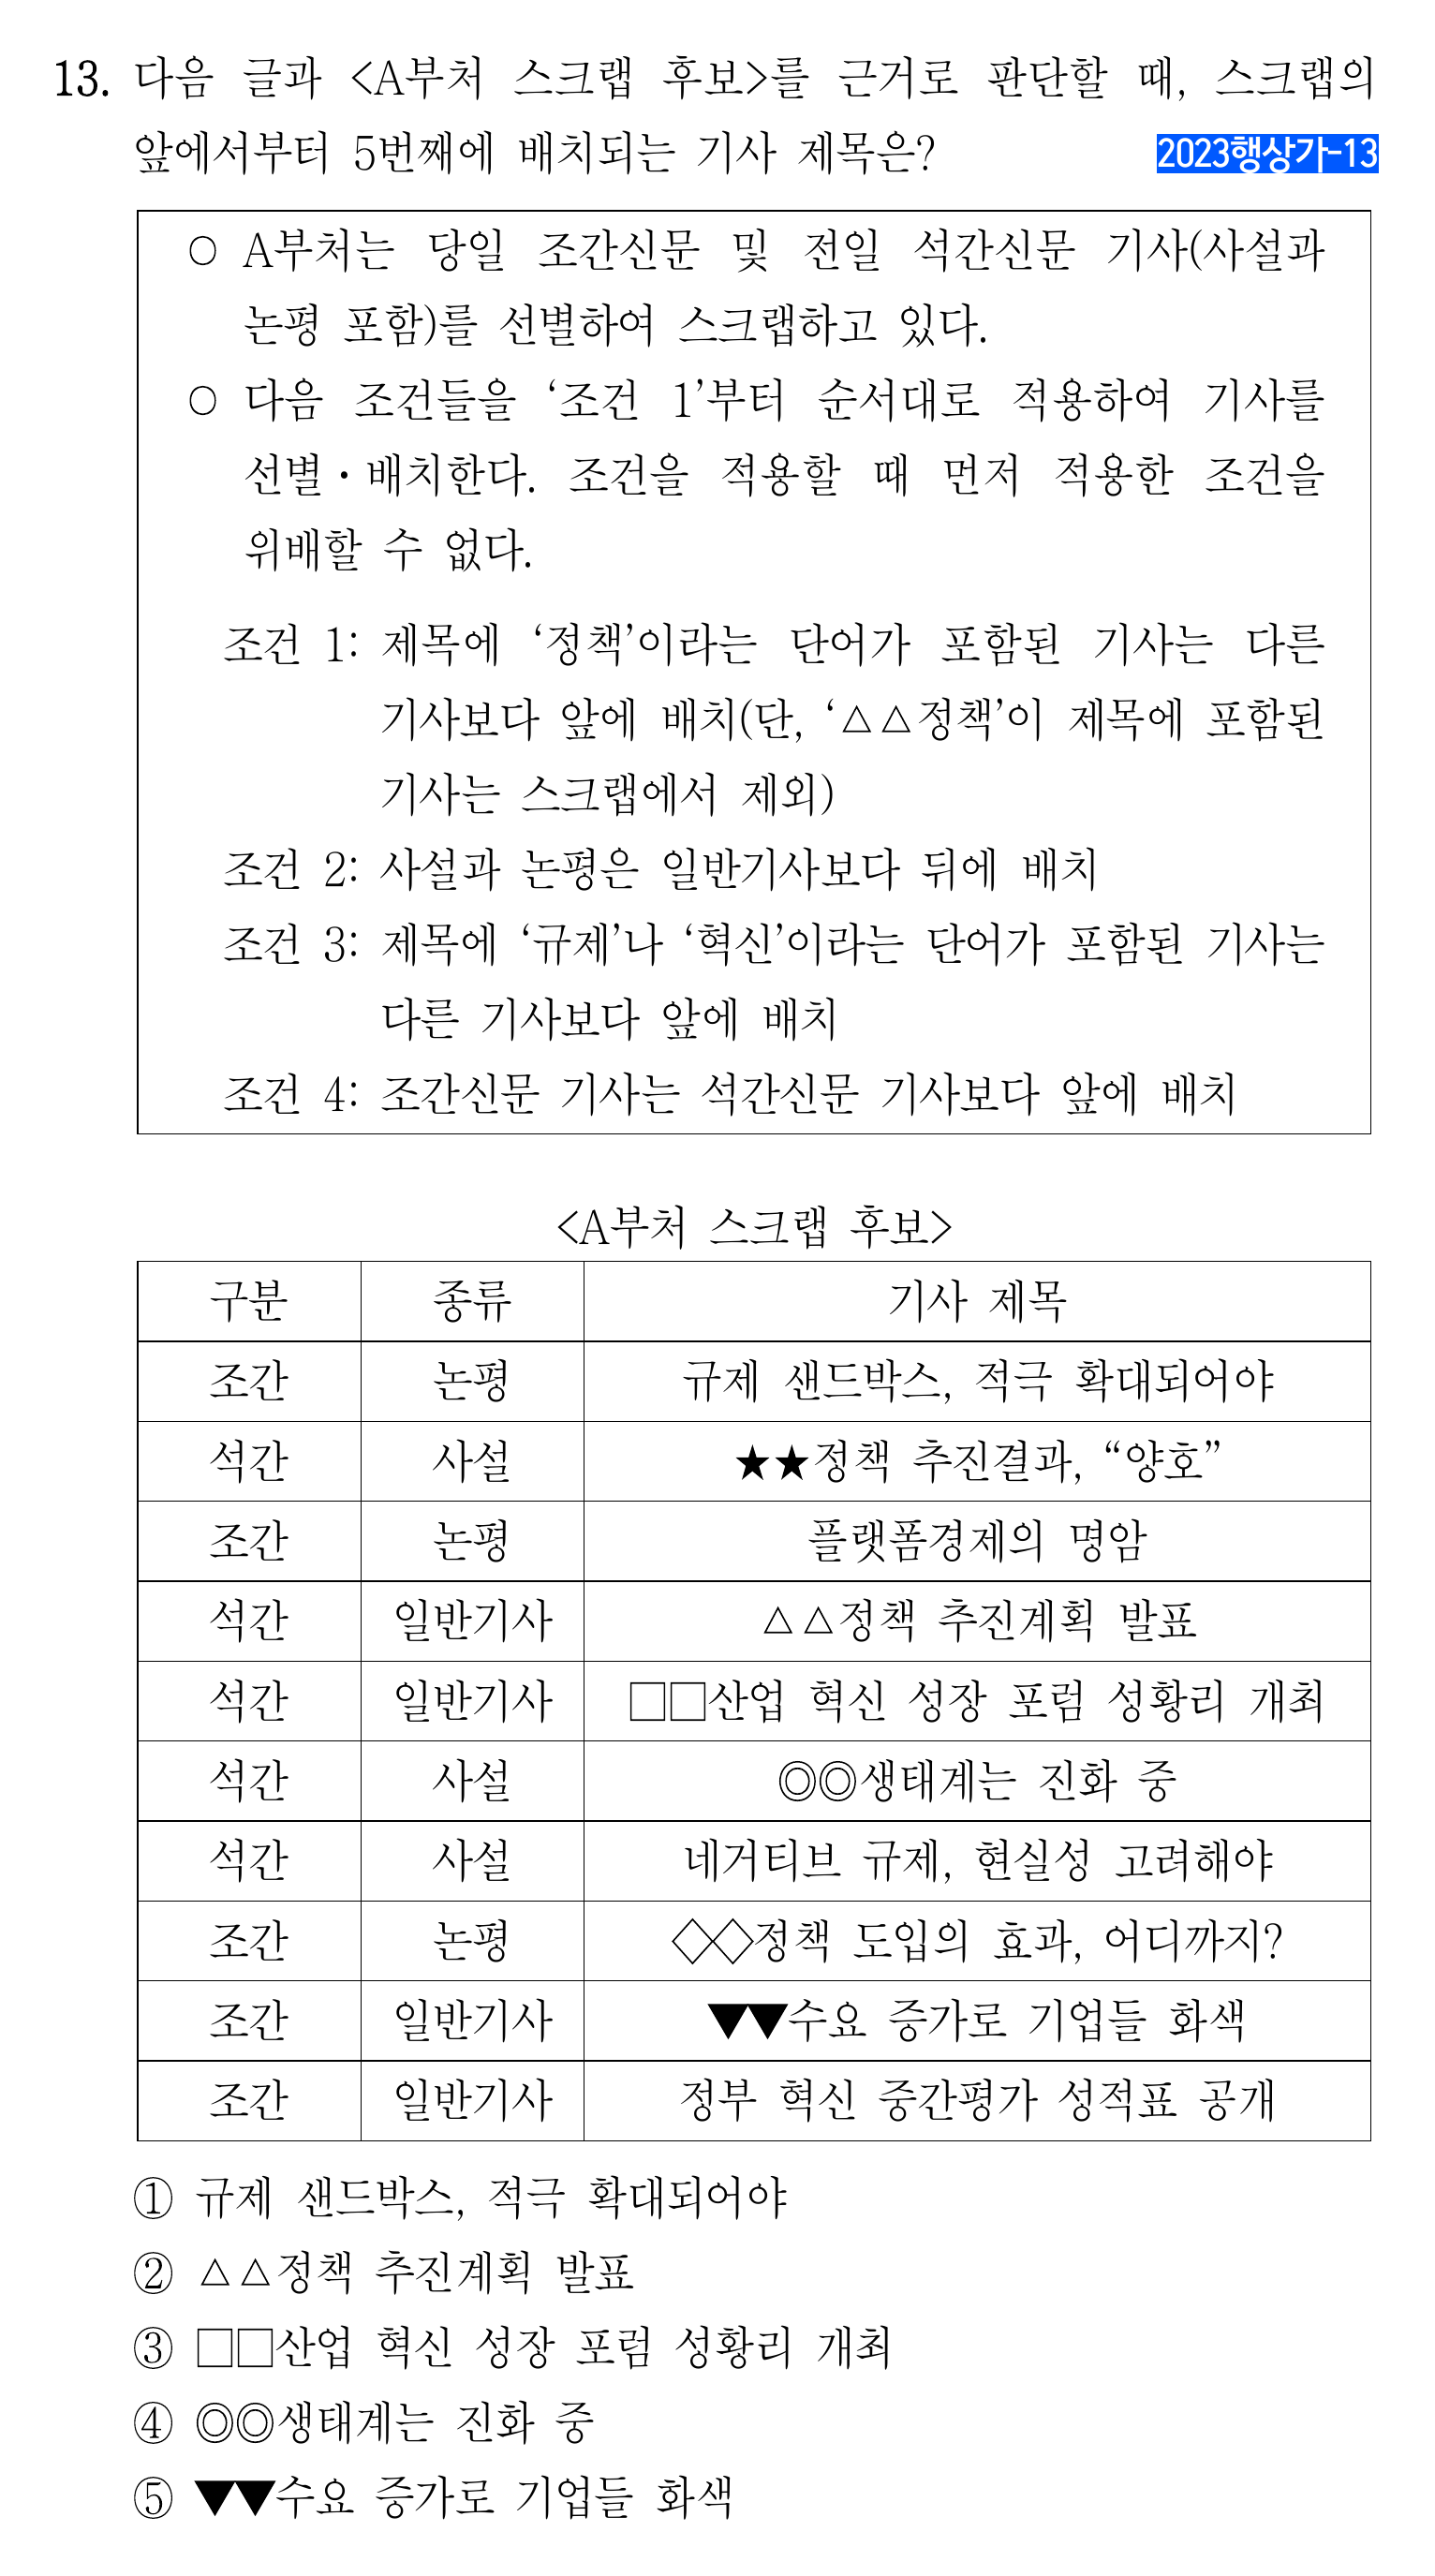 13. 다음 글과 <A부처 스크랩 후보>를 근거로 판단할 때, 스크랩의
앞에서부터 5번째에 배치되는 기사 제목은?
2023행상가-13
○ A부처는 당일 조간신문 및 전일 석간신문 기사(사설과
논평 포함)를 선별하여 스크랩하고 있다.
○ 다음 조건들을 ‘조건 1’부터 순서대로 적용하여 기사를
선별・배치한다. 조건을 적용할 때 먼저 적용한 조건을
위배할 수 없다.
조건 1: 제목에 ‘정책’이라는 단어가 포함된 기사는 다른
기사보다 앞에 배치(단, ‘△△정책’이 제목에 포함된
기사는 스크랩에서 제외)
조건 2: 사설과 논평은 일반기사보다 뒤에 배치
조건 3: 제목에 ‘규제’나 ‘혁신’이라는 단어가 포함된 기사는
다른 기사보다 앞에 배치
조건 4: 조간신문 기사는 석간신문 기사보다 앞에 배치
<A부처 스크랩 후보>
구분 종류 기사 제목
조간 논평 규제 샌드박스, 적극 확대되어야
석간 사설 ★★정책 추진결과, “양호”
조간 논평 플랫폼경제의 명암
석간 일반기사 △△정책 추진계획 발표
석간 일반기사 □□산업 혁신 성장 포럼 성황리 개최
석간 사설 ◎◎생태계는 진화 중
석간 사설 네거티브 규제, 현실성 고려해야
조간 논평 ◇◇정책 도입의 효과, 어디까지?
조간 일반기사 ▼▼수요 증가로 기업들 화색
조간 일반기사 정부 혁신 중간평가 성적표 공개
① 규제 샌드박스, 적극 확대되어야
② △△정책 추진계획 발표
③ □□산업 혁신 성장 포럼 성황리 개최
④ ◎◎생태계는 진화 중
⑤ ▼▼수요 증가로 기업들 화색